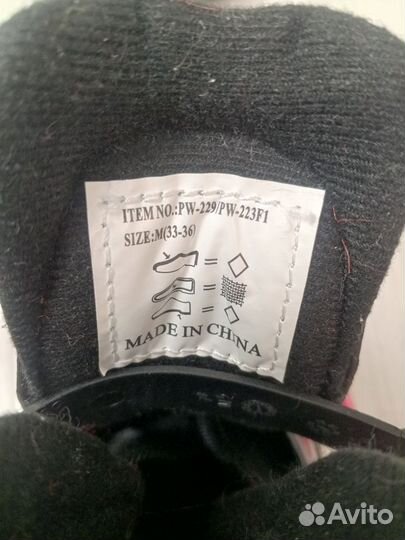 ITEM NO.:PW-229/PW-223F1
SIZE:M(33-36)
MADE IN CHINA
Avito